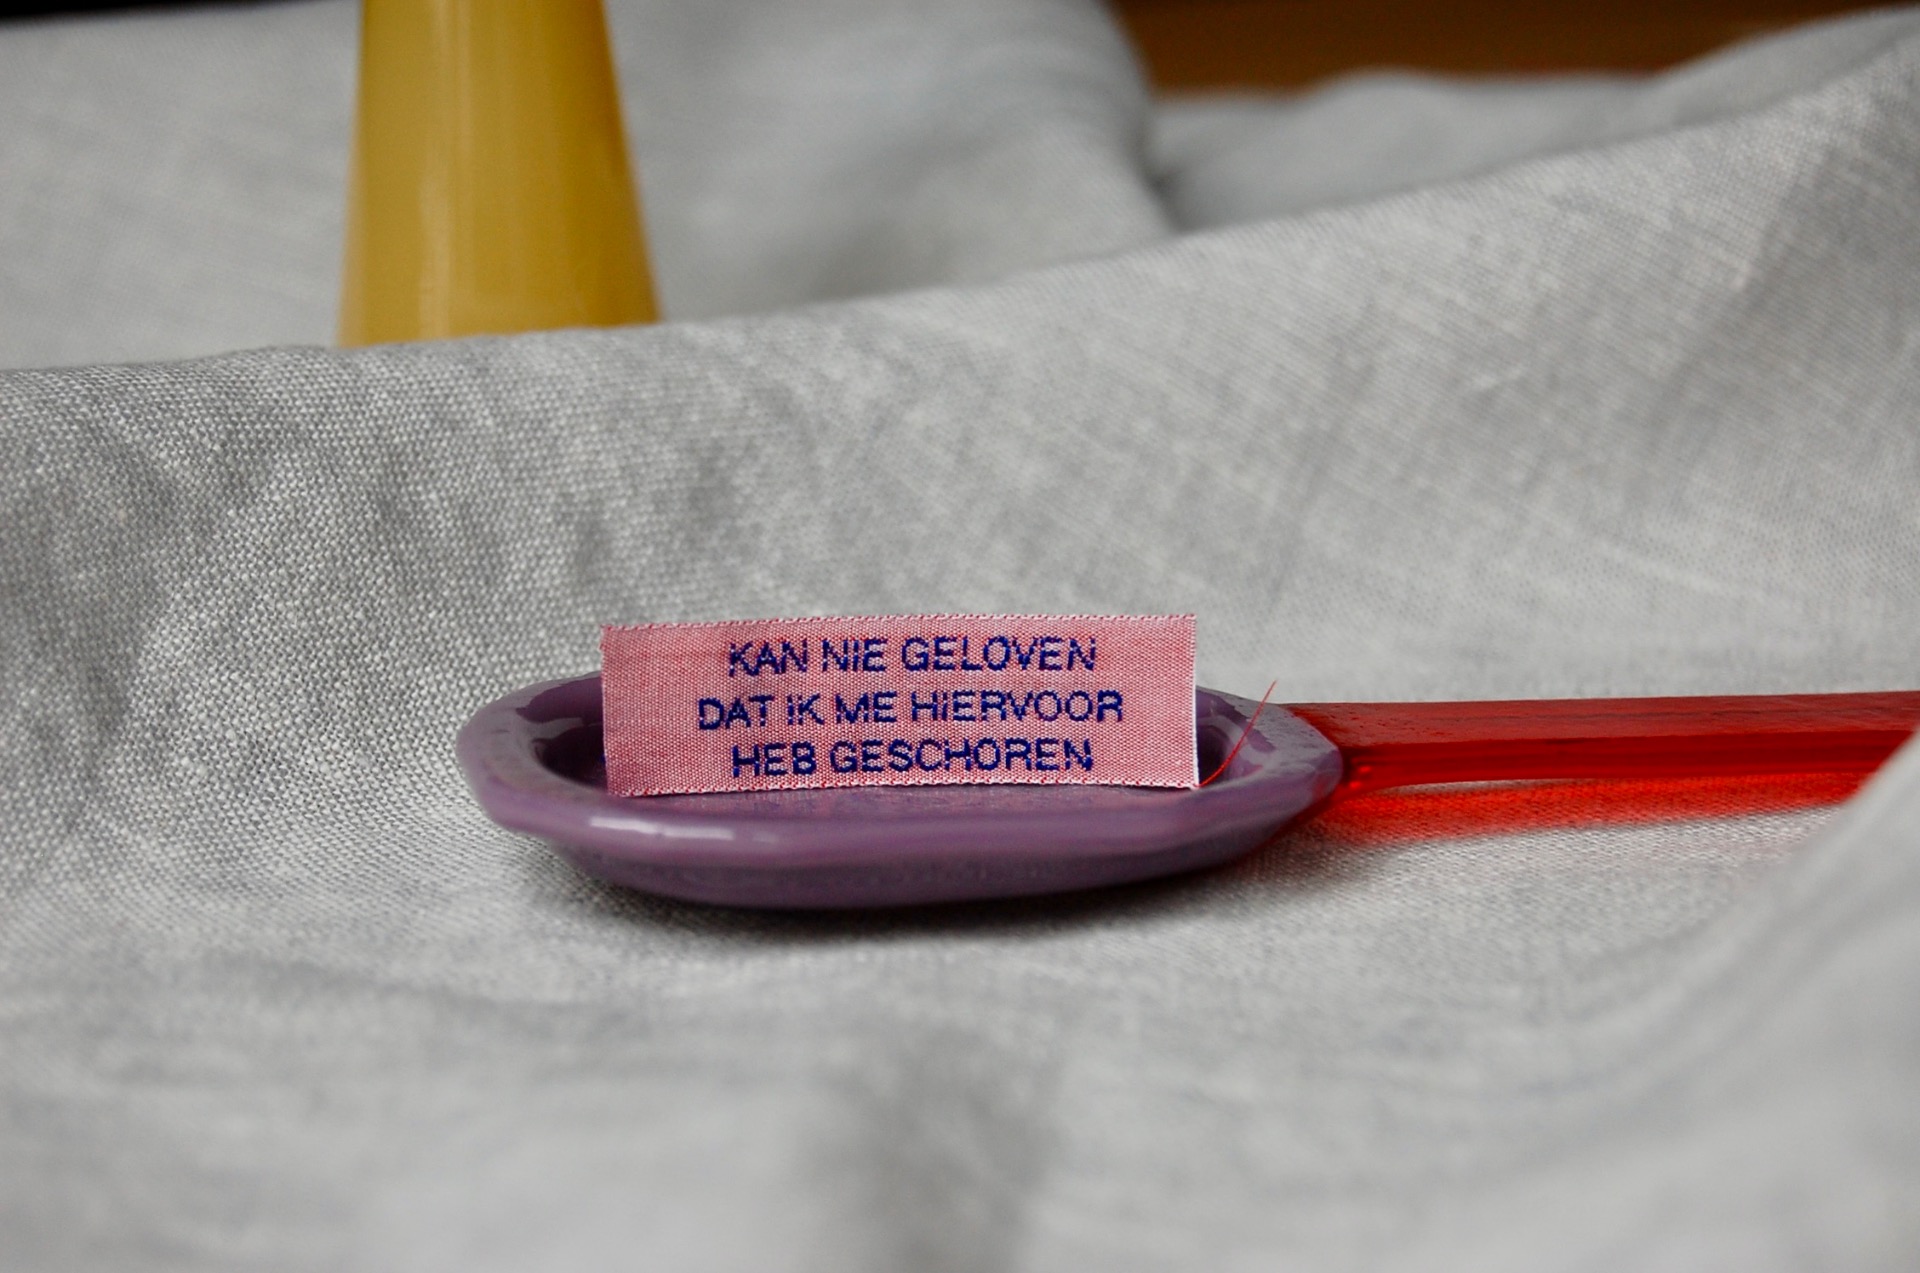 KAN NIE GELOVEN
DAT IK ME HIERVOOR
HEB GESCHOREN